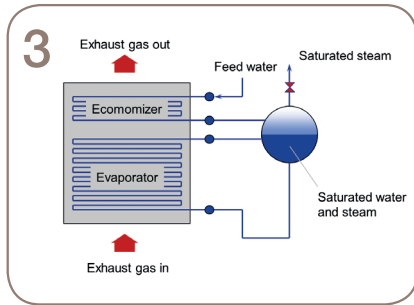 3
Exhaust gas out
Saturated steam
Feed water
Ecomomizer
Evaporator
Saturated water
and steam
Exhaust gas in